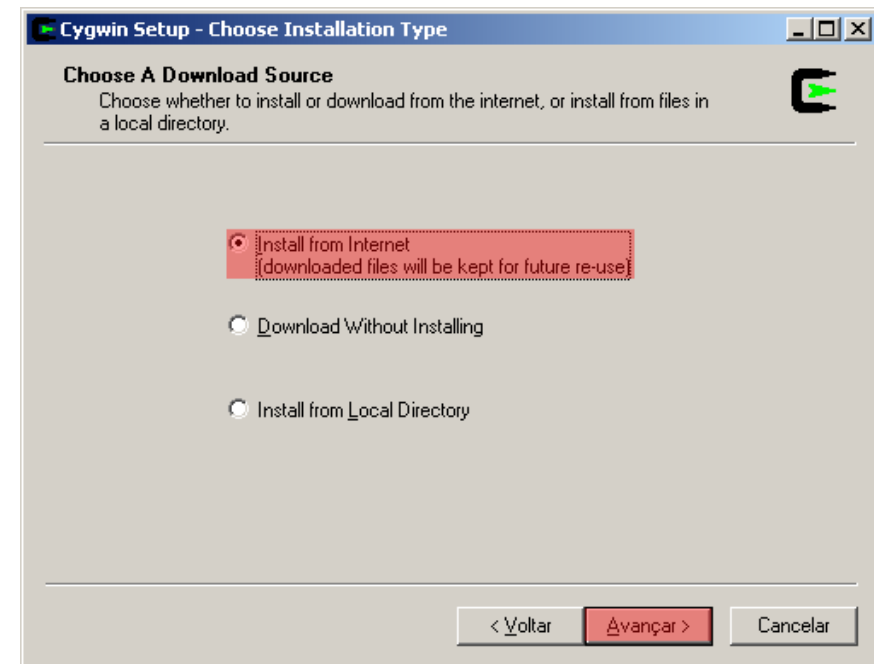 Cygwin Setup - Choose Installation Type
Choose A Download Source
Choose whether to install or download from the internet, or install from files in
a local directory.
Install from Internet
(downloaded files will be kept for future re-use)
Download Without Installing
Install from Local Directory
< Voltar
Avançar >
Cancelar